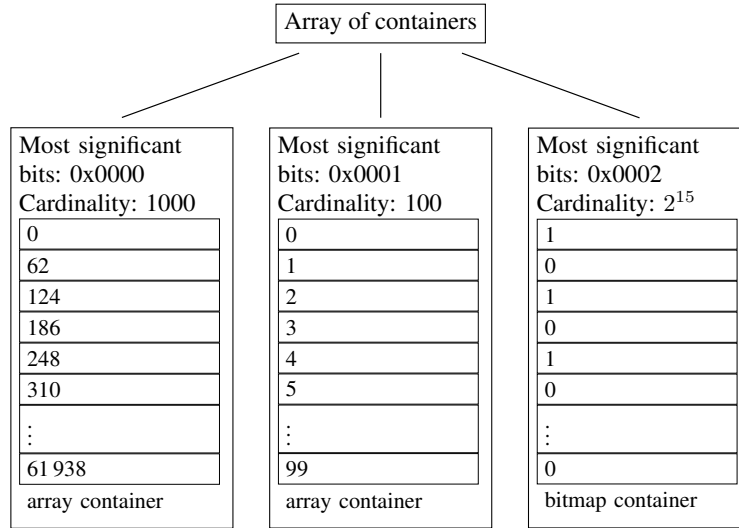 Array of containers
Most significant
bits: 0x0000
Cardinality: 1000
0
62
124
186
248
310
⋮
61 938
array container
Most significant
bits: 0x0001
Cardinality: 100
0
1
2
3
4
5
⋮
99
array container
Most significant
bits: 0x0002
Cardinality: 2¹⁵
1
0
1
0
1
0
⋮
0
bitmap container